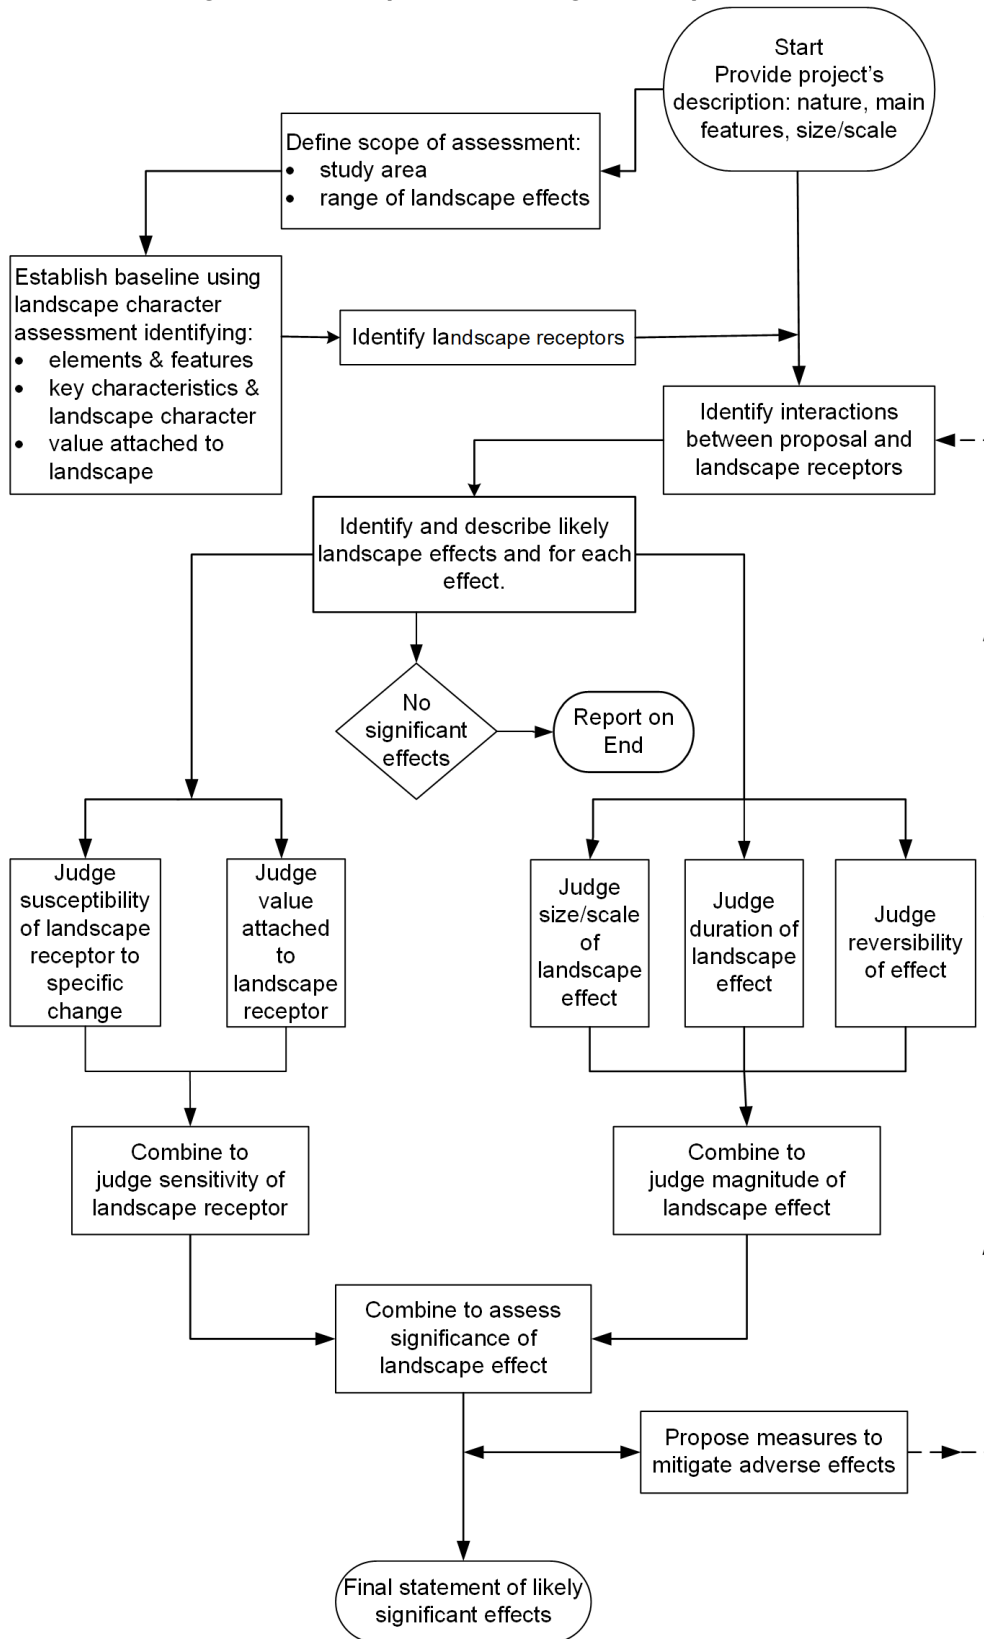 Start
Provide project's
description: nature, main
features, size/scale
Define scope of assessment:
• study area
• range of landscape effects
Establish baseline using
landscape character
assessment identifying:
• elements & features
• key characteristics &
landscape character
• value attached to
landscape
Identify landscape receptors
Identify interactions
between proposal and
landscape receptors
Identify and describe likely
landscape effects and for each
effect.
No
significant
effects
Report on
End
Judge
susceptibility
of landscape
receptor to
specific
change
Judge
value
attached
to
landscape
receptor
Judge
size/scale
of
landscape
effect
Judge
duration of
landscape
effect
Judge
reversibility
of effect
Combine to
judge sensitivity of
landscape receptor
Combine to
judge magnitude of
landscape effect
Combine to assess
significance of
landscape effect
Propose measures to
mitigate adverse effects
Final statement of likely
significant effects